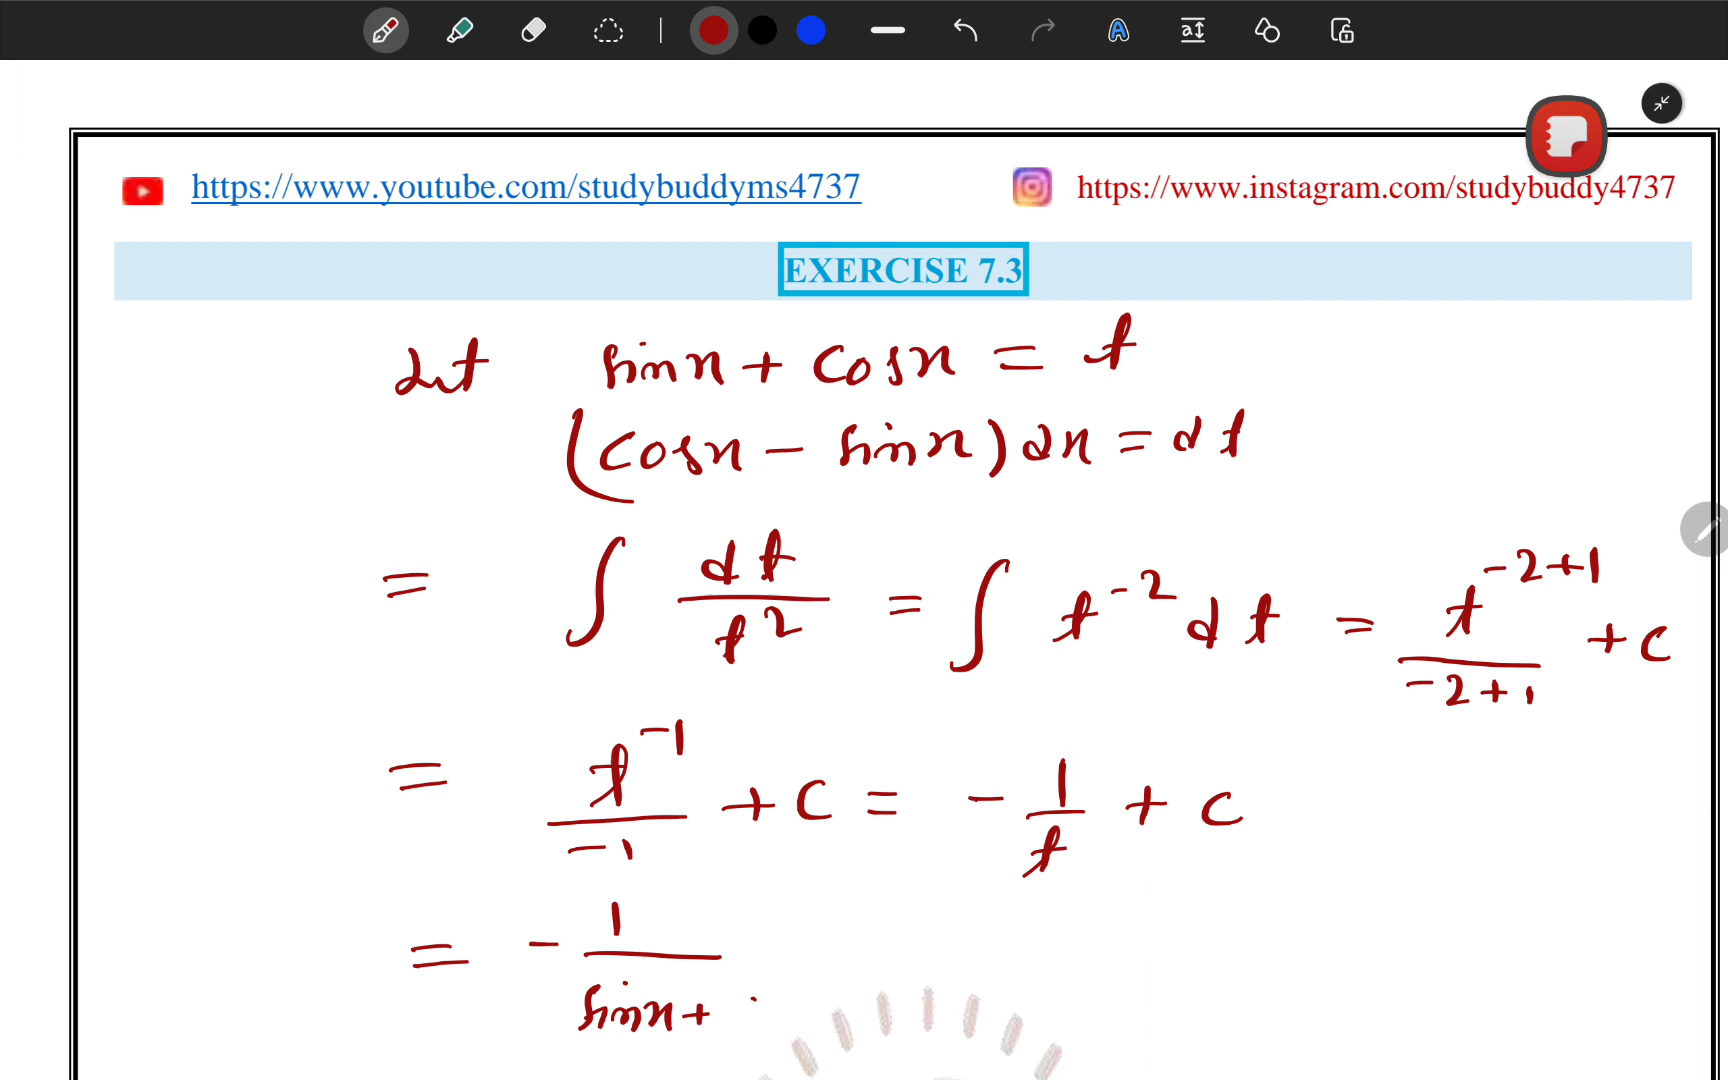 https://www.youtube.com/studybuddyms4737 https://www.instagram.com/studybuddy4737
EXERCISE 7.3
Let sinx + cosx = t
(cosx - sinx) dx = dt
= ∫ dt/t² = ∫ t⁻² dt = t⁻²⁺¹/-2+1 + c
= t⁻¹/-1 + c = - 1/t + c
= - 1/sinx+